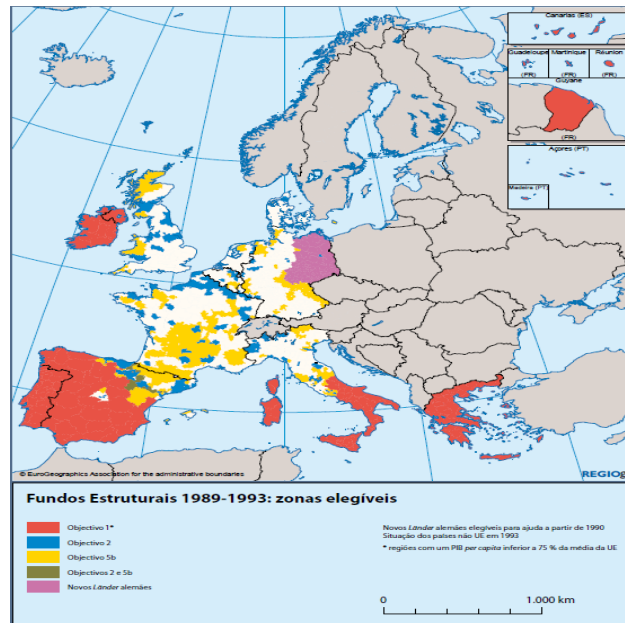 Canarias (ES)
Guadeloupe
Martinique
Réunion
(FR)
(FR)
(FR)
Guyane
(FR)
Açores (PT)
Madeira (PT)
© EuroGeographics Association for the administrative boundaries
REGIOg
Fundos Estruturais 1989-1993: zonas elegíveis
Objectivo 1*
Objectivo 2
Objectivo 5b
Objectivos 2 e 5b
Novos Länder alemães
Novos Länder alemães elegíveis para ajuda a partir de 1990
Situação dos países não UE em 1993
* regiões com um PIB per capita inferior a 75 % da média da UE
0
1.000 km